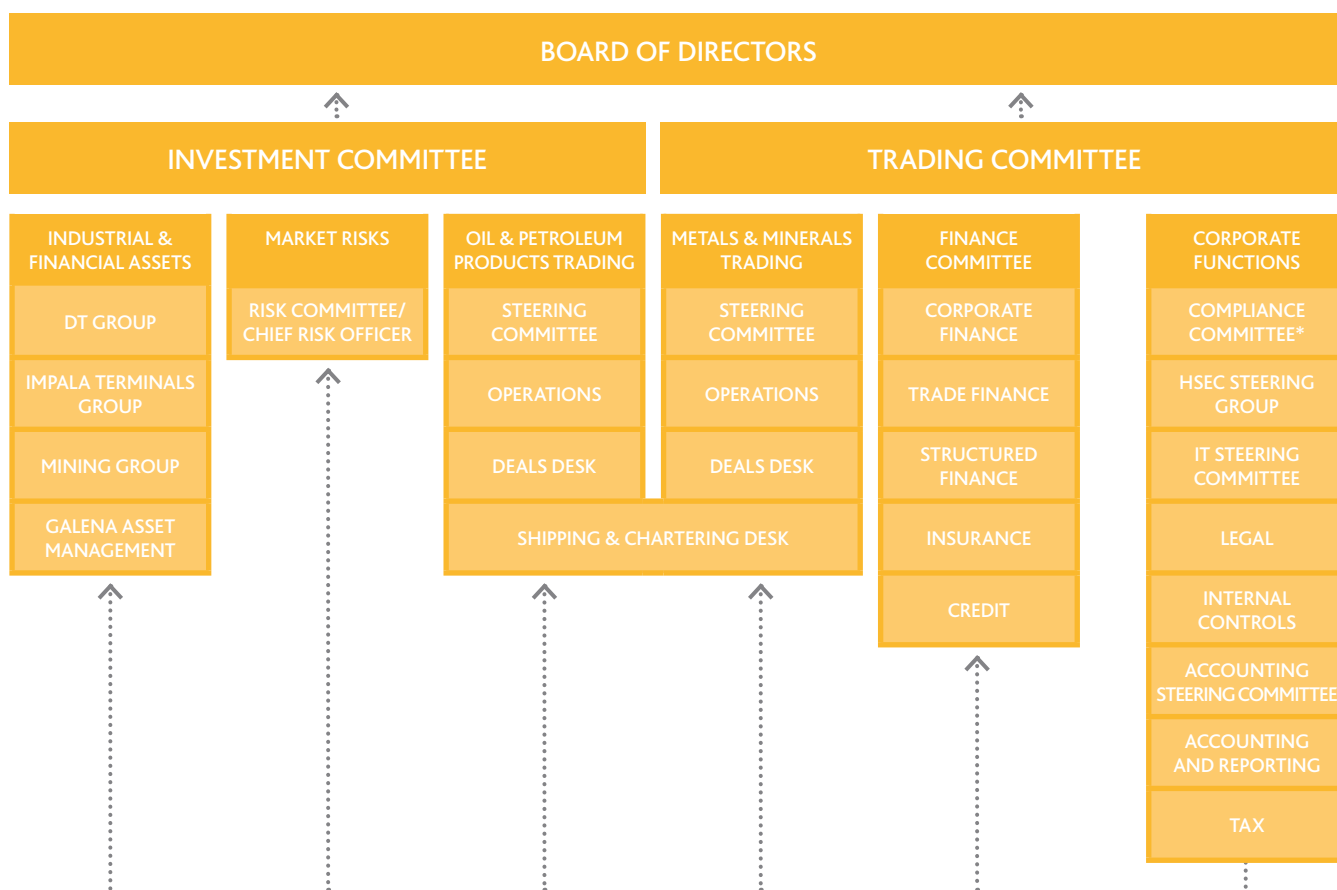 BOARD OF DIRECTORS
INVESTMENT COMMITTEE
TRADING COMMITTEE
INDUSTRIAL &
FINANCIAL ASSETS
DT GROUP
IMPALA TERMINALS
GROUP
MINING GROUP
GALENA ASSET
MANAGEMENT
MARKET RISKS
RISK COMMITTEE/
CHIEF RISK OFFICER
OIL & PETROLEUM
PRODUCTS TRADING
STEERING
COMMITTEE
OPERATIONS
DEALS DESK
METALS & MINERALS
TRADING
STEERING
COMMITTEE
OPERATIONS
DEALS DESK
SHIPPING & CHARTERING DESK
FINANCE
COMMITTEE
CORPORATE
FINANCE
TRADE FINANCE
STRUCTURED
FINANCE
INSURANCE
CREDIT
CORPORATE
FUNCTIONS
COMPLIANCE
COMMITTEE*
HSEC STEERING
GROUP
IT STEERING
COMMITTEE
LEGAL
INTERNAL
CONTROLS
ACCOUNTING
STEERING COMMITTEE
ACCOUNTING
AND REPORTING
TAX